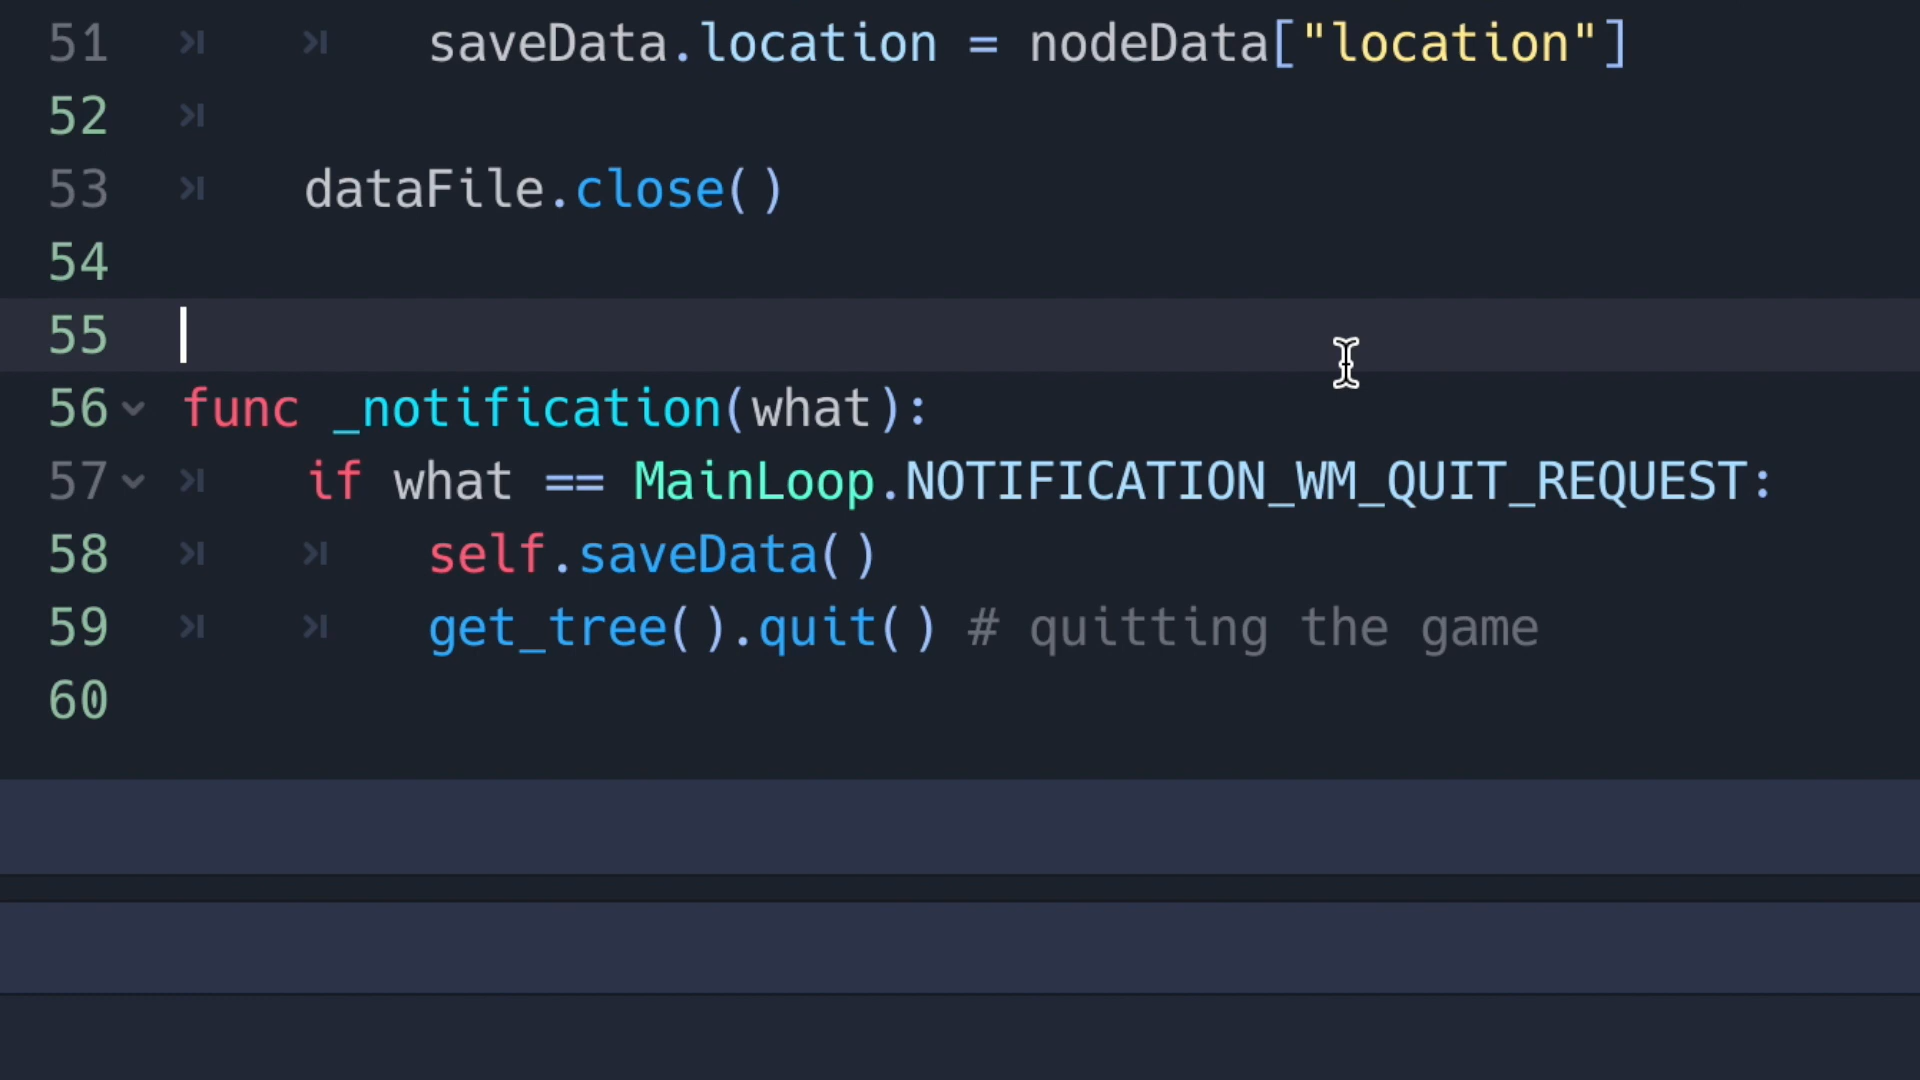 51 saveData.location = nodeData["location"]
52
53 dataFile.close()
54
55
56 func _notification(what):
57 if what == MainLoop.NOTIFICATION_WM_QUIT_REQUEST:
58 self.saveData()
59 get_tree().quit() # quitting the game
60